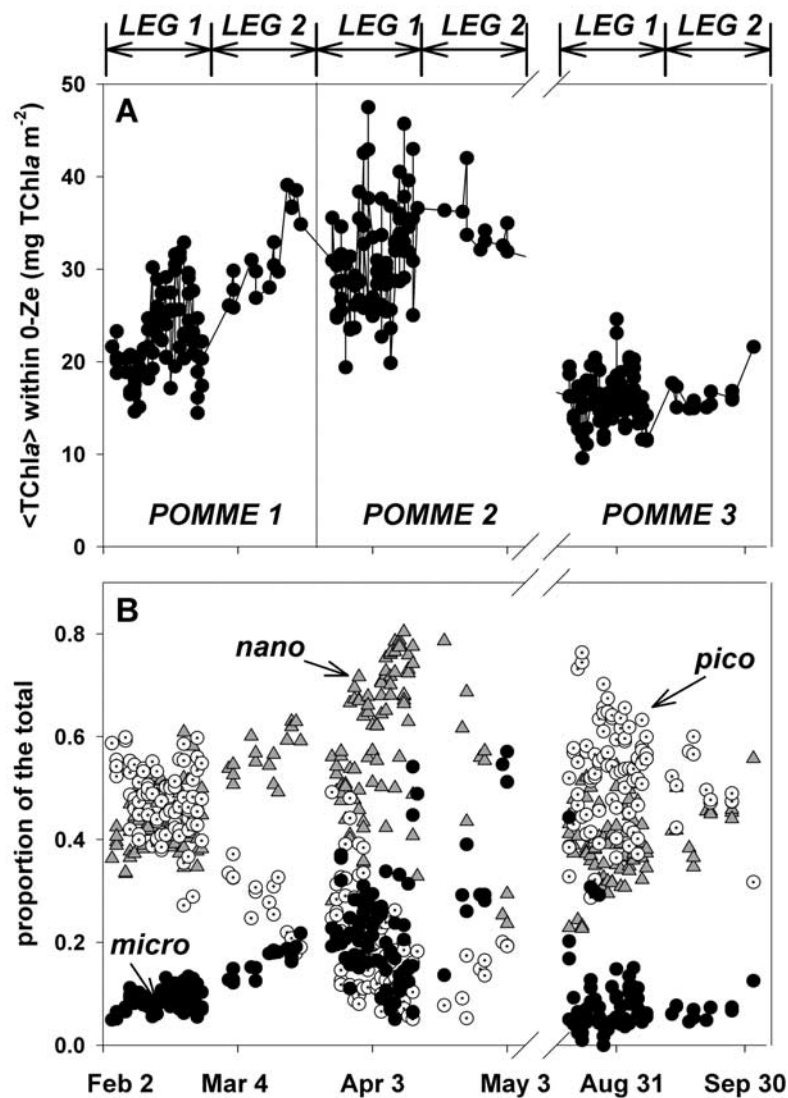 LEG 1 LEG 2 LEG 1 LEG 2 LEG 1 LEG 2
A
50
40
30
20
10
0
<TChla> within 0-Ze (mg TChla m-2)
POMME 1 POMME 2 POMME 3
B
nano
pico
micro
0.8
0.6
0.4
0.2
0.0
proportion of the total
Feb 2 Mar 4 Apr 3 May 3 Aug 31 Sep 30